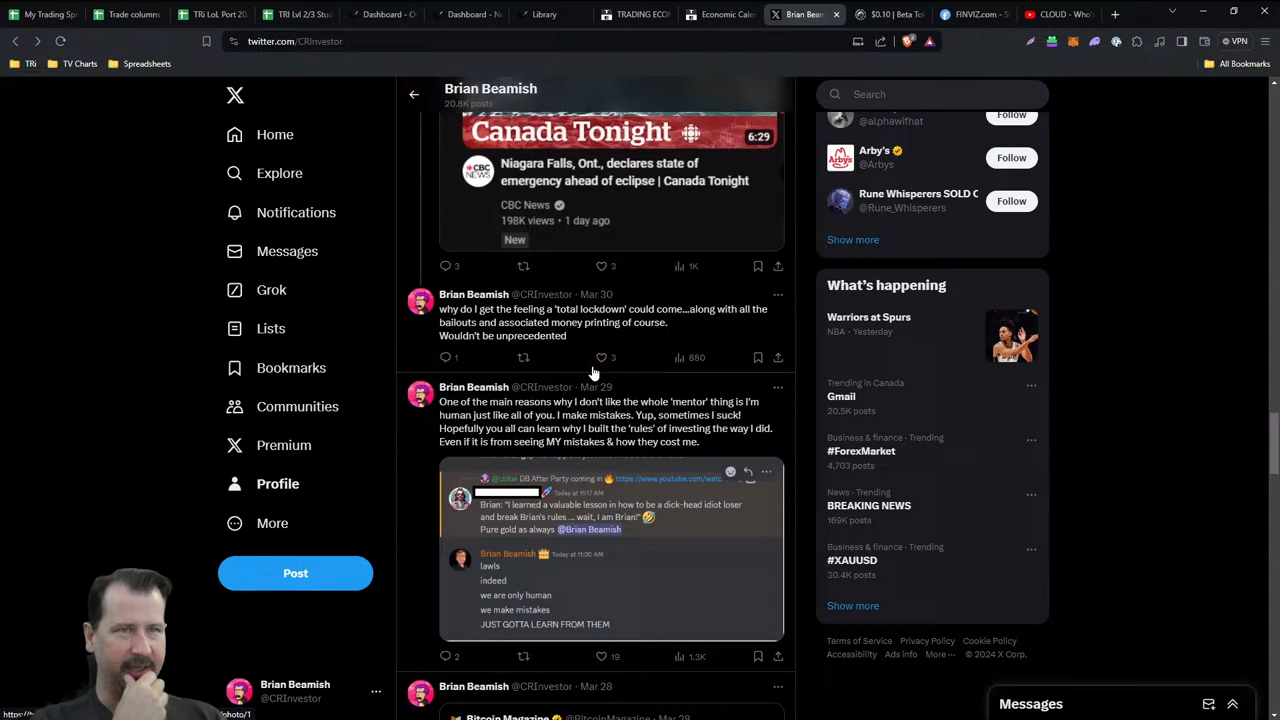 My Trading Sp
Trade columns
TRi LoL Port 20
TRI Lvl 2/3 Stud
Dashboard - O
Dashboard - N
Library
TRADING ECON
Economic Cale
Brian Beam
$0.10 | Beta Tok
FINVIZ.com - S
CLOUD - Who's
twitter.com/CRInvestor
VPN
TRi
TV Charts
Spreadsheets
All Bookmarks
Home
Explore
Notifications
Messages
Grok
Lists
Bookmarks
Communities
Premium
Profile
More
Post
Brian Beamish
@CRInvestor
Brian Beamish
20.8K posts
Canada Tonight
6:29
CBC NEWS
Niagara Falls, Ont., declares state of
emergency ahead of eclipse | Canada Tonight
CBC News
198K views · 1 day ago
New
3 3 1K
Brian Beamish @CRInvestor · Mar 30
why do I get the feeling a 'total lockdown' could come...along with all the
bailouts and associated money printing of course.
Wouldn't be unprecedented
1 3 880
Brian Beamish @CRInvestor · Mar 29
One of the main reasons why I don't like the whole 'mentor' thing is I'm
human just like all of you. I make mistakes. Yup, sometimes I suck!
Hopefully you all can learn why I built the 'rules' of investing the way I did.
Even if it is from seeing MY mistakes & how they cost me.
@cblue DB After Party coming in 🔥 https://www.youtube.com/watc
Today at 11:17 AM
Brian: "I learned a valuable lesson in how to be a dick-head idiot loser
and break Brian's rules ... wait, I am Brian!" 🤣
Pure gold as always @Brian Beamish
Brian Beamish 👑 Today at 11:30 AM
lawls
indeed
we are only human
we make mistakes
JUST GOTTA LEARN FROM THEM
2 19 1.3K
Brian Beamish @CRInvestor · Mar 28
Bitcoin Magazine @BitcoinMagazine · Mar 28
Search
@alphawifhat
Follow
Arby's
@Arbys
Follow
Rune Whisperers SOLD O
@Rune_Whisperers
Follow
Show more
What's happening
Warriors at Spurs
NBA · Yesterday
Trending in Canada
Gmail
20.5K posts
Business & finance · Trending
#ForexMarket
4,703 posts
News · Trending
BREAKING NEWS
169K posts
Business & finance · Trending
#XAUUSD
30.4K posts
Show more
Terms of Service Privacy Policy Cookie Policy
Accessibility Ads info More ··· © 2024 X Corp.
Messages